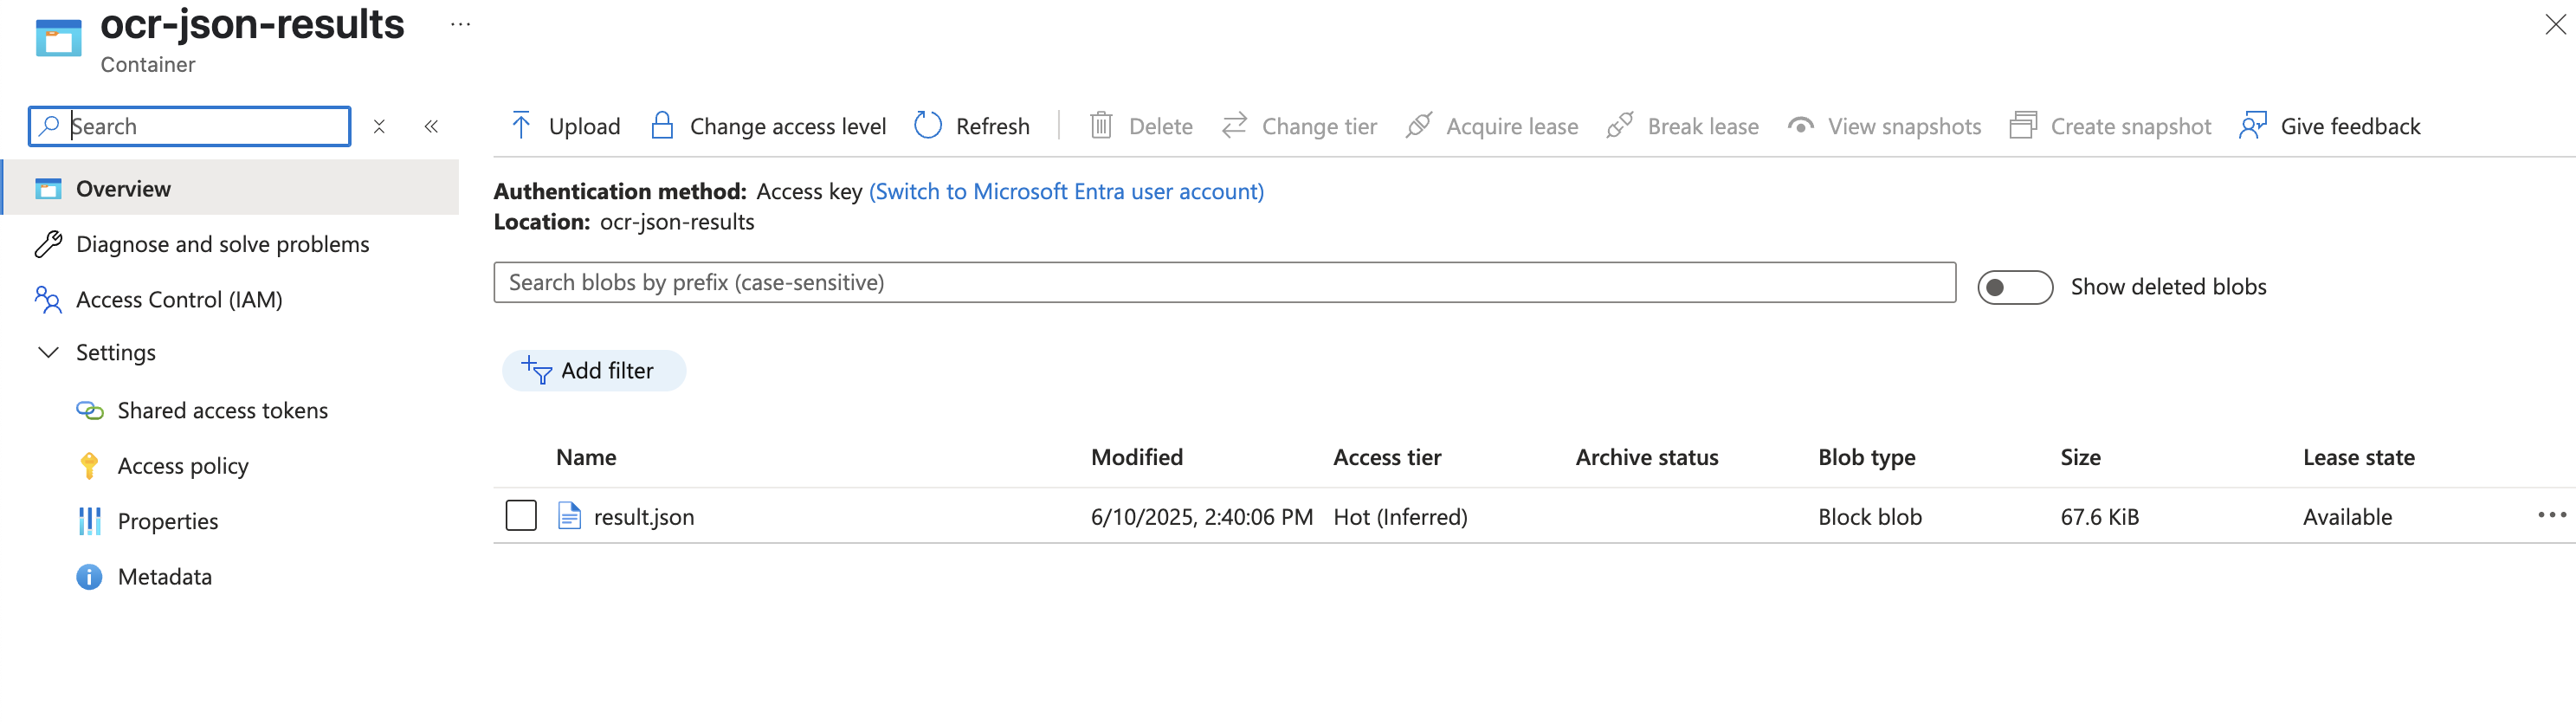 ocr-json-results ...
Container
Search
Upload Change access level Refresh Delete Change tier Acquire lease Break lease View snapshots Create snapshot Give feedback
Overview
Diagnose and solve problems
Access Control (IAM)
Settings
Shared access tokens
Access policy
Properties
Metadata
Authentication method: Access key (Switch to Microsoft Entra user account)
Location: ocr-json-results
Search blobs by prefix (case-sensitive)
Show deleted blobs
Add filter
Name Modified Access tier Archive status Blob type Size Lease state
result.json 6/10/2025, 2:40:06 PM Hot (Inferred) Block blob 67.6 KiB Available ...